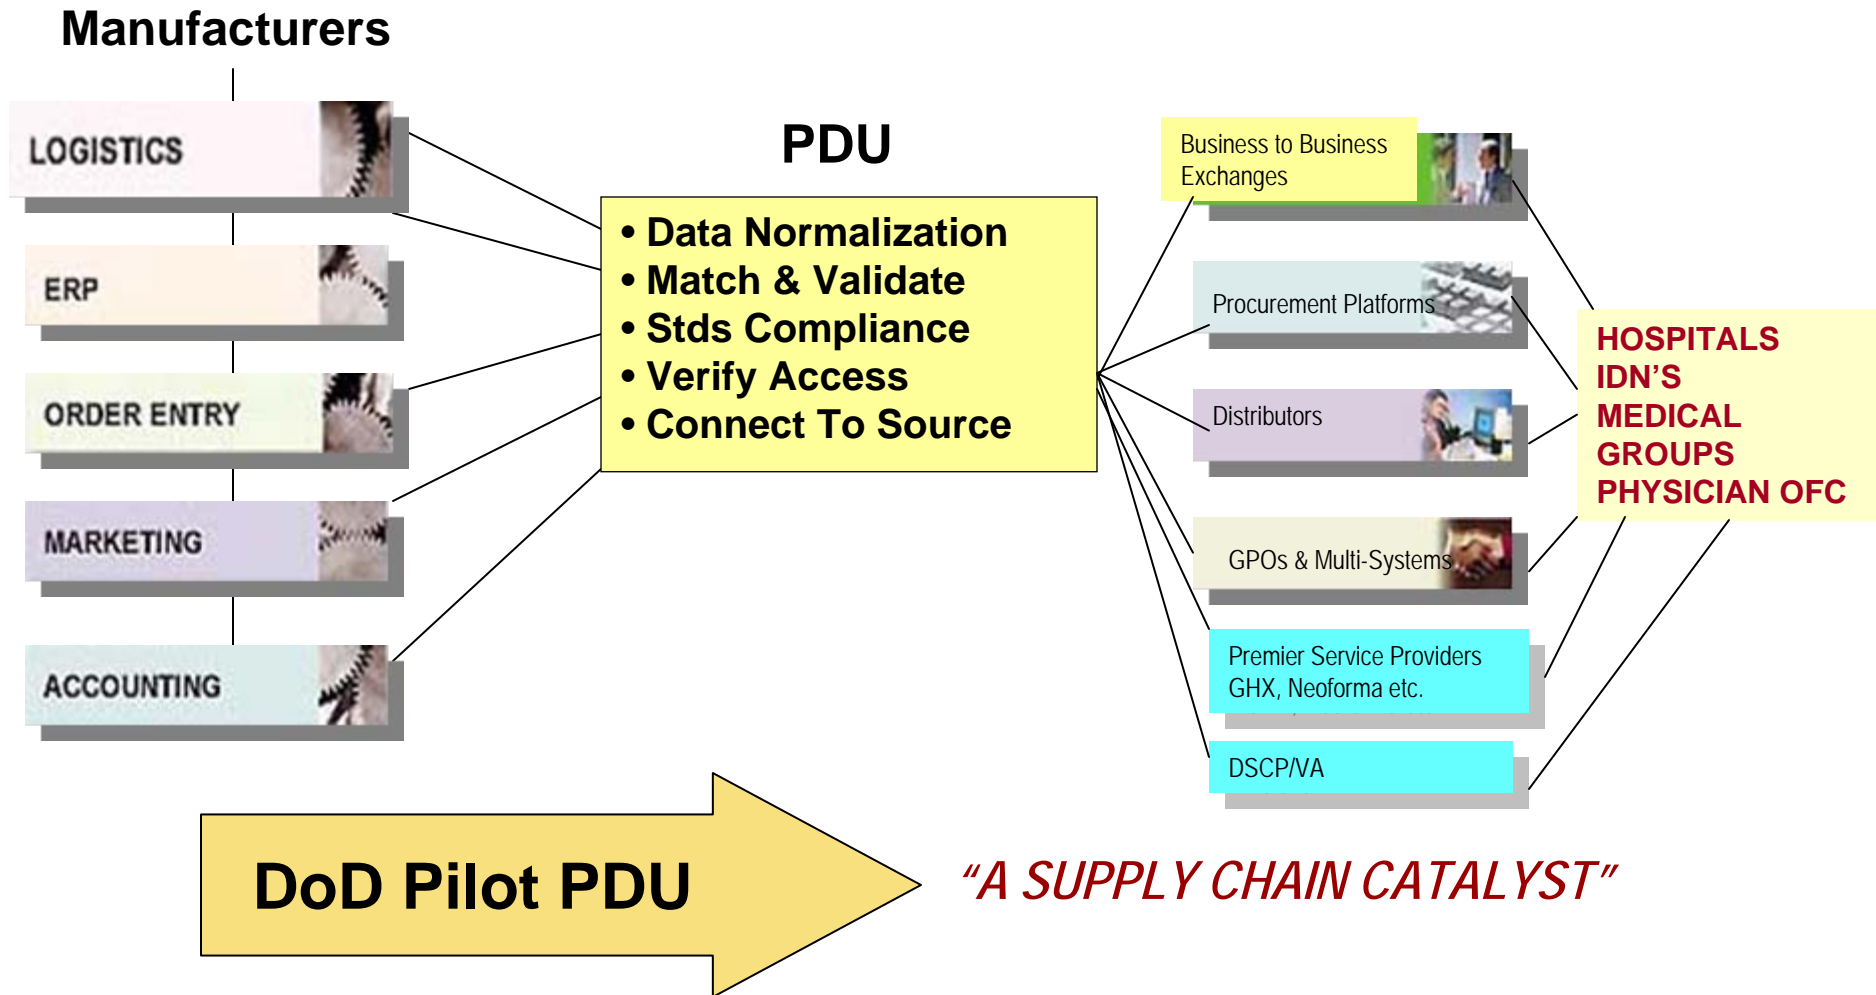 Manufacturers
LOGISTICS
ERP
ORDER ENTRY
MARKETING
ACCOUNTING
PDU
• Data Normalization
• Match & Validate
• Stds Compliance
• Verify Access
• Connect To Source
Business to Business
Exchanges
Procurement Platforms
Distributors
GPOs & Multi-Systems
Premier Service Providers
GHX, Neoforma etc.
DSCP/VA
HOSPITALS
IDN’S
MEDICAL
GROUPS
PHYSICIAN OFC
DoD Pilot PDU
“A SUPPLY CHAIN CATALYST”